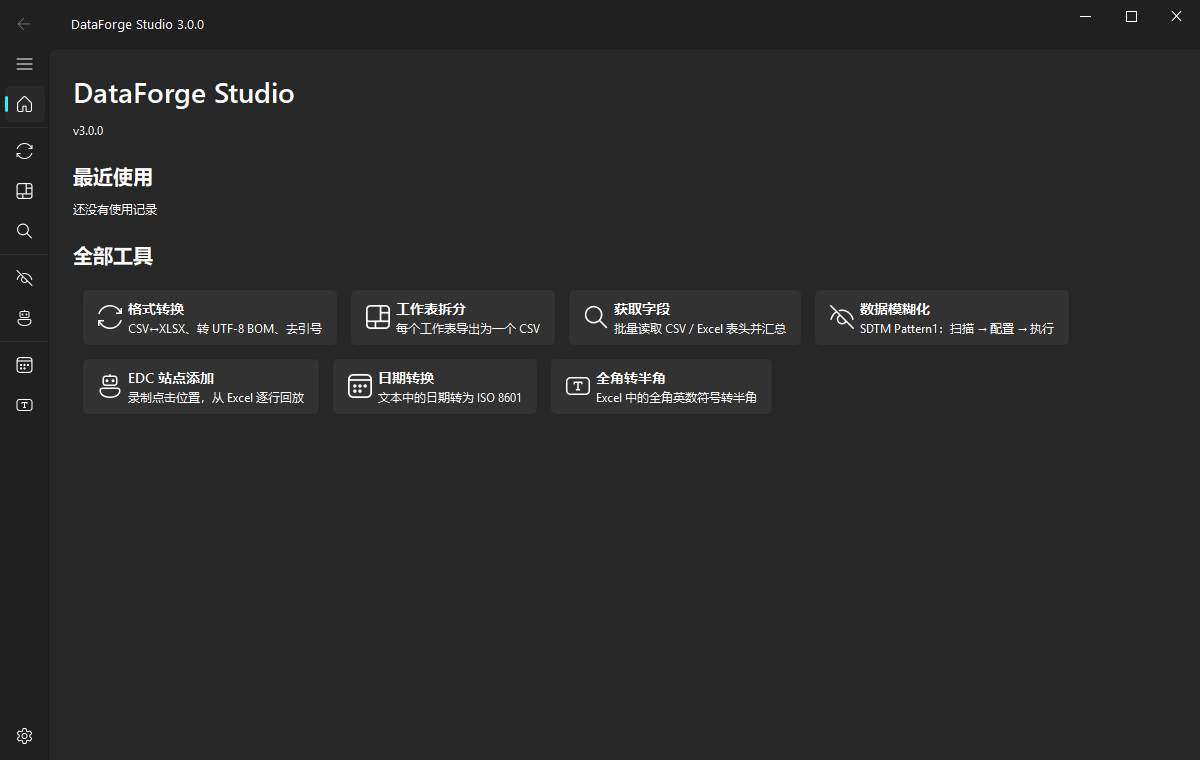 DataForge Studio 3.0.0
DataForge Studio
v3.0.0
最近使用
还没有使用记录
全部工具
格式转换
CSV↔XLSX、转 UTF-8 BOM、去引号
工作表拆分
每个工作表导出为一个 CSV
获取字段
批量读取 CSV / Excel 表头并汇总
数据模糊化
SDTM Pattern1：扫描 → 配置 → 执行
EDC 站点添加
录制点击位置，从 Excel 逐行回放
日期转换
文本中的日期转为 ISO 8601
全角转半角
Excel 中的全角英数符号转半角